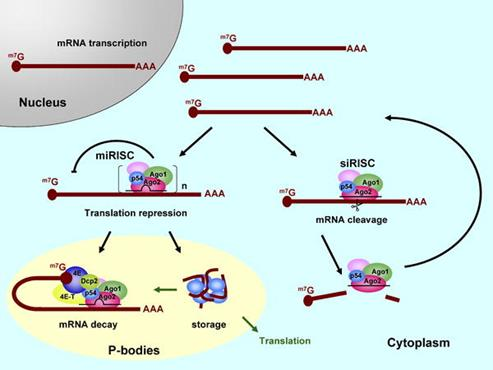 mRNA transcription
m7G
AAA
Nucleus
m7G
AAA
m7G
AAA
m7G
AAA
miRISC
p54
Ago1
Ago2
n
m7G
AAA
Translation repression
siRISC
p54
Ago1
Ago2
m7G
AAA
mRNA cleavage
m7G
4E
Dcp2
4E-T
p54
Ago1
Ago2
AAA
mRNA decay
storage
P-bodies
Translation
p54
Ago1
Ago2
m7G
Cytoplasm